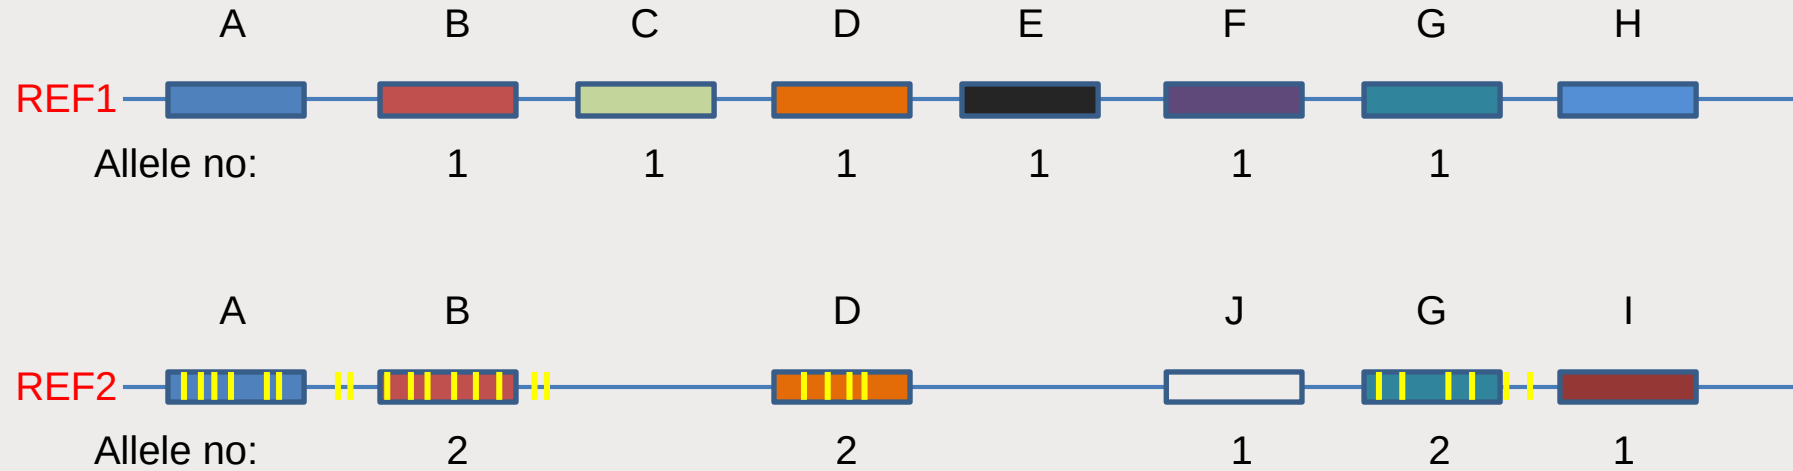 A B C D E F G H
REF1
Allele no: 1 1 1 1 1 1
A B D J G I
REF2
Allele no: 2 2 1 2 1